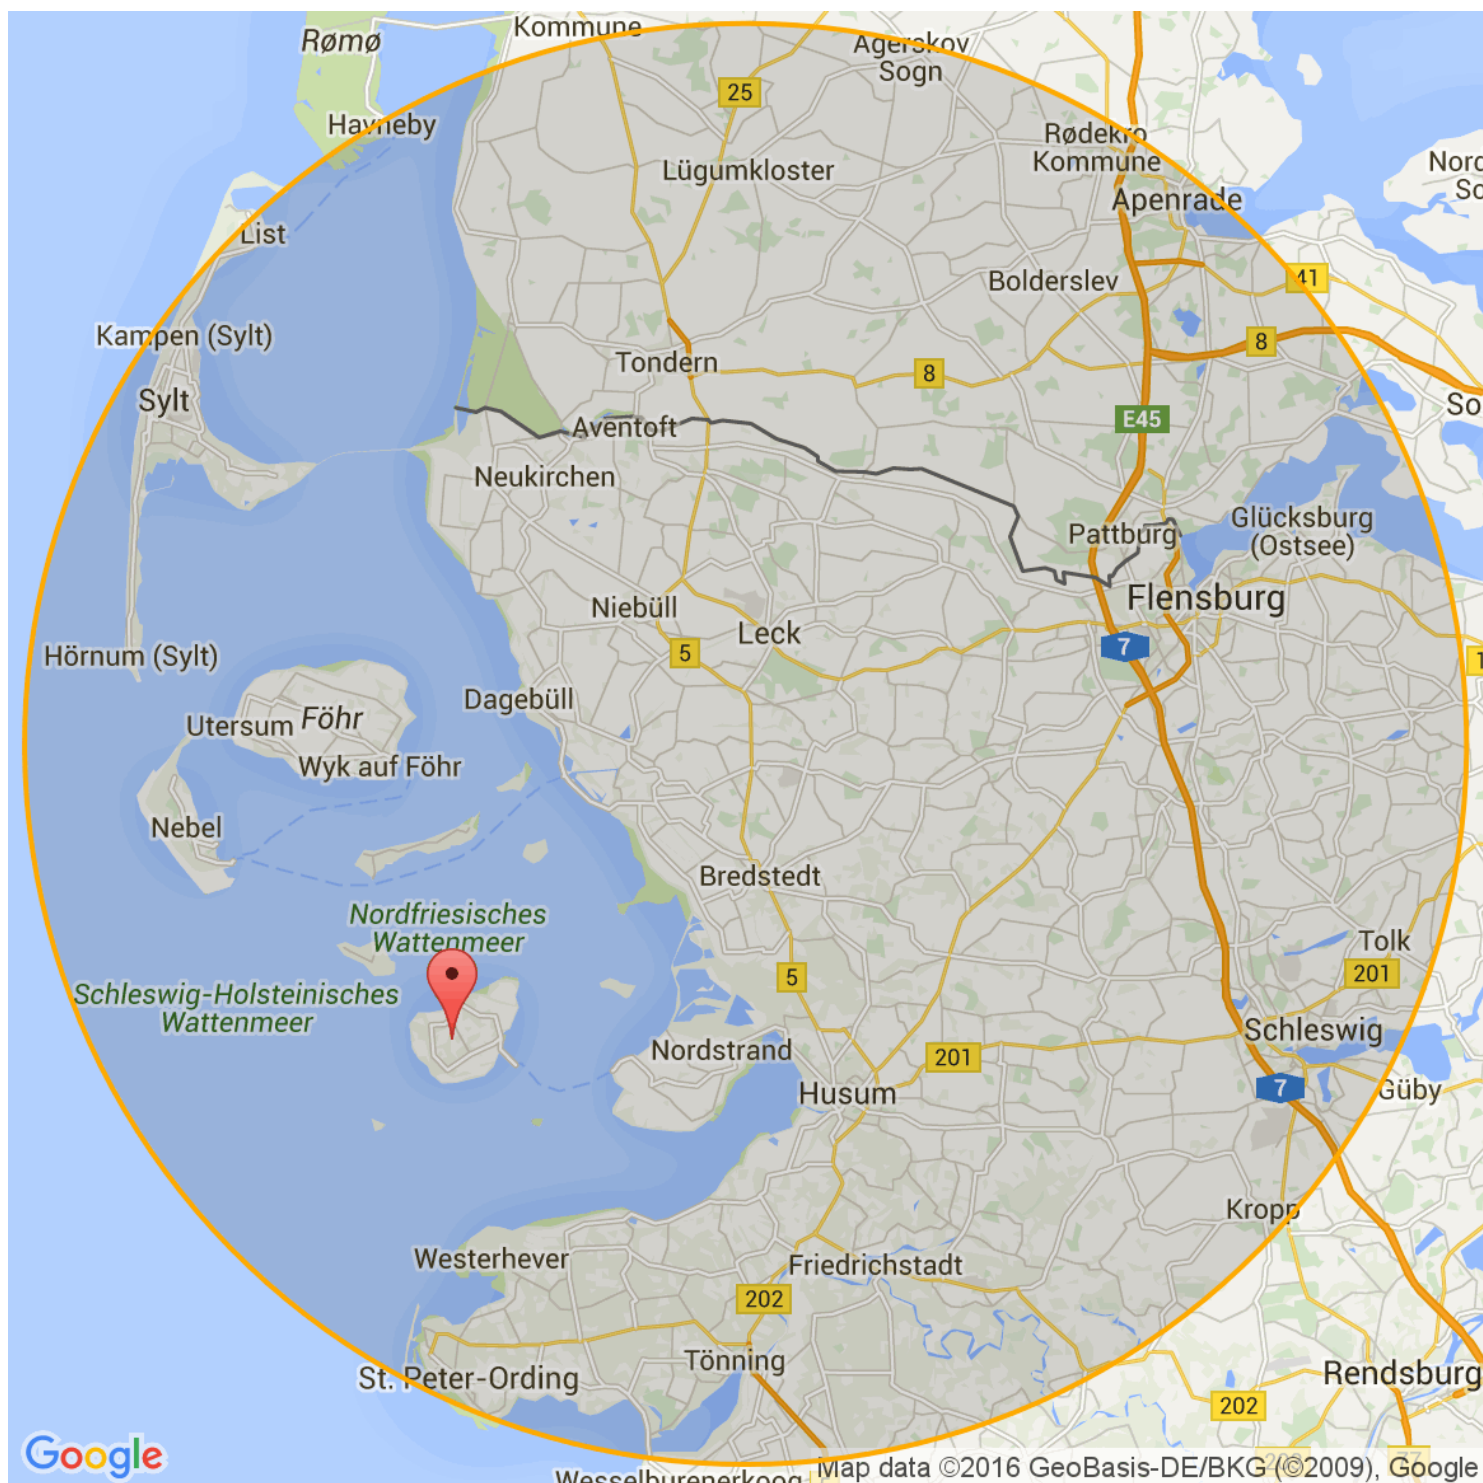 Kommune
Rømø
Agerskov
Sogn
25
Havneby
Rødekro
Kommune
Lügumkloster
Apenrade
List
Bolderslev
41
Kampen (Sylt)
8
Tondern
8
Sylt
E45
Aventoft
Neukirchen
Glücksburg
(Ostsee)
Pattburg
Flensburg
Niebüll
Leck
7
5
Hörnum (Sylt)
Dagebüll
Utersum
Föhr
Wyk auf Föhr
Nebel
Bredstedt
Nordfriesisches
Wattenmeer
Tolk
201
5
Schleswig-Holsteinisches
Wattenmeer
Schleswig
Nordstrand
201
Husum
7
Güby
Kropp
Westerhever
Friedrichstadt
202
Tönning
St. Peter-Ording
Rendsburg
202
Google
Wesselburenerkoog
Map data ©2016 GeoBasis-DE/BKG (©2009), Google